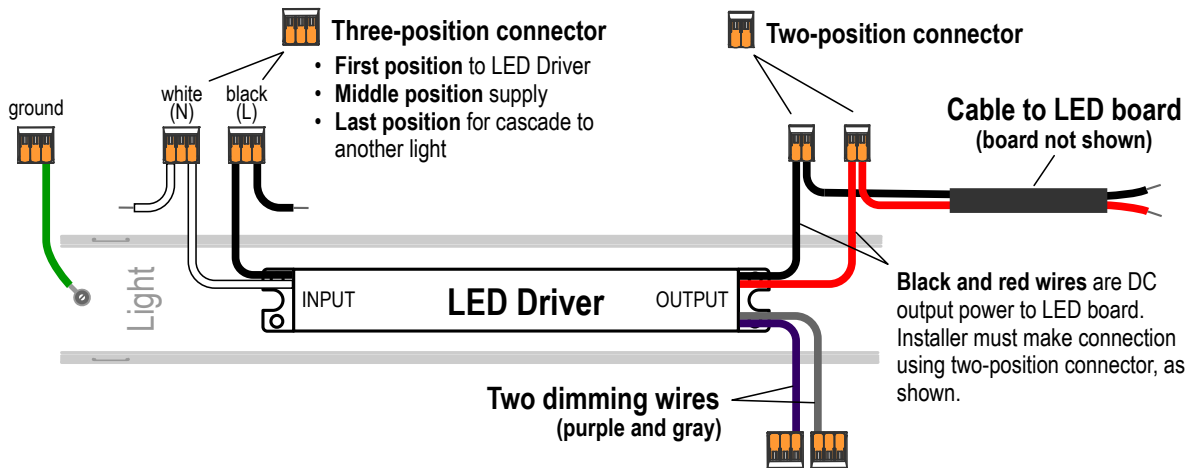 Three-position connector
• First position to LED Driver
• Middle position supply
• Last position for cascade to
another light
Two-position connector
ground
white
(N)
black
(L)
Cable to LED board
(board not shown)
Light
INPUT
LED Driver
OUTPUT
Black and red wires are DC
output power to LED board.
Installer must make connection
using two-position connector, as
shown.
Two dimming wires
(purple and gray)